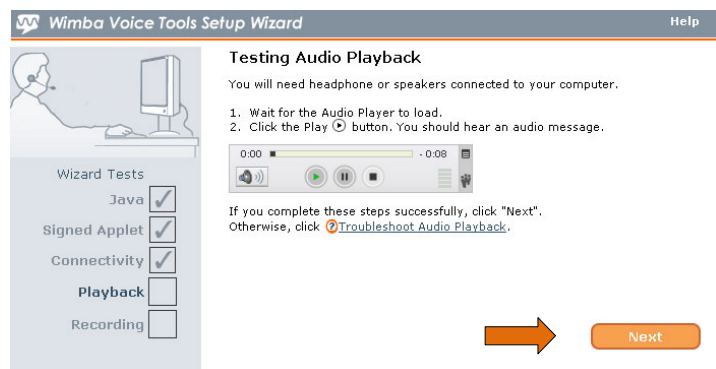 Wimba Voice Tools Setup Wizard
Help
Testing Audio Playback
You will need headphone or speakers connected to your computer.
1. Wait for the Audio Player to load.
2. Click the Play button. You should hear an audio message.
0:00
- 0:08
If you complete these steps successfully, click "Next".
Otherwise, click ?Troubleshoot Audio Playback.
Wizard Tests
Java
Signed Applet
Connectivity
Playback
Recording
Next